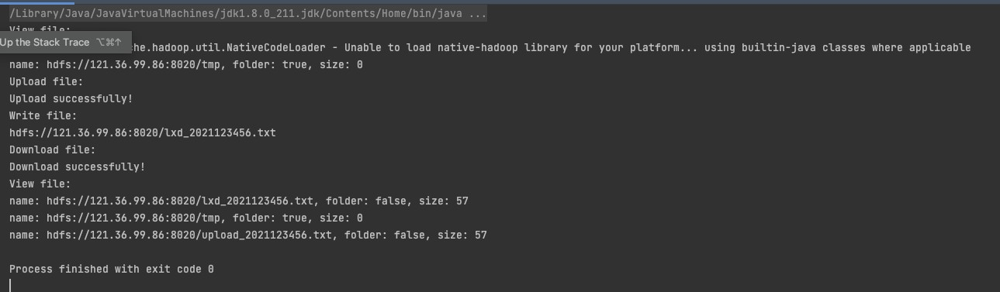 /Library/Java/JavaVirtualMachines/jdk1.8.0_211.jdk/Contents/Home/bin/java ...
View file:
Up the Stack Trace ⌥⌘↑
he.hadoop.util.NativeCodeLoader - Unable to load native-hadoop library for your platform... using builtin-java classes where applicable
name: hdfs://121.36.99.86:8020/tmp, folder: true, size: 0
Upload file:
Upload successfully!
Write file:
hdfs://121.36.99.86:8020/lxd_2021123456.txt
Download file:
Download successfully!
View file:
name: hdfs://121.36.99.86:8020/lxd_2021123456.txt, folder: false, size: 57
name: hdfs://121.36.99.86:8020/tmp, folder: true, size: 0
name: hdfs://121.36.99.86:8020/upload_2021123456.txt, folder: false, size: 57
Process finished with exit code 0